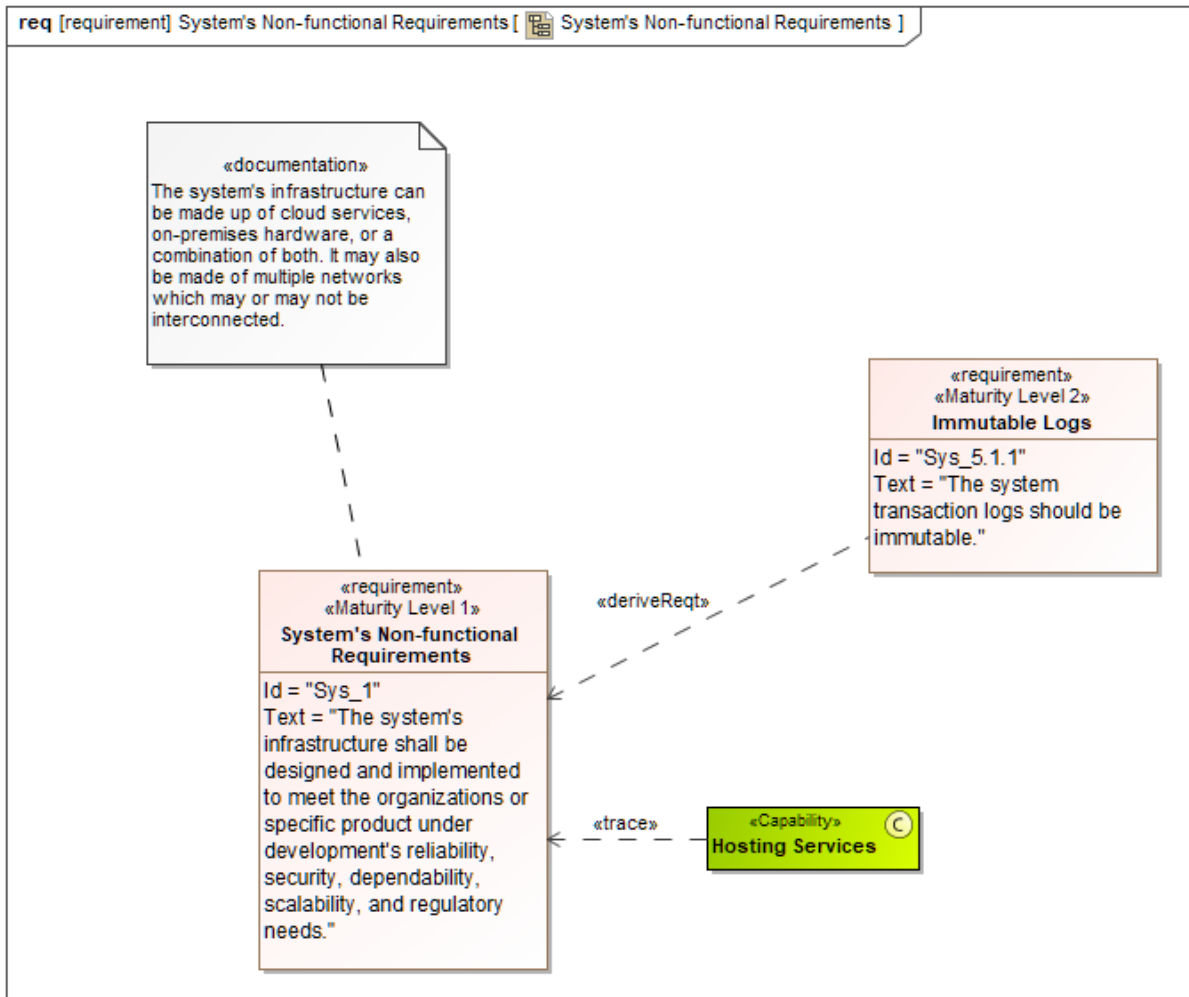 req [requirement] System's Non-functional Requirements [ System's Non-functional Requirements ]
«documentation»
The system's infrastructure can
be made up of cloud services,
on-premises hardware, or a
combination of both. It may also
be made of multiple networks
which may or may not be
interconnected.
«requirement»
«Maturity Level 2»
Immutable Logs
Id = "Sys_5.1.1"
Text = "The system
transaction logs should be
immutable."
«deriveReqt»
«requirement»
«Maturity Level 1»
System's Non-functional
Requirements
Id = "Sys_1"
Text = "The system's
infrastructure shall be
designed and implemented
to meet the organizations or
specific product under
development's reliability,
security, dependability,
scalability, and regulatory
needs."
«trace»
«Capability»
C
Hosting Services